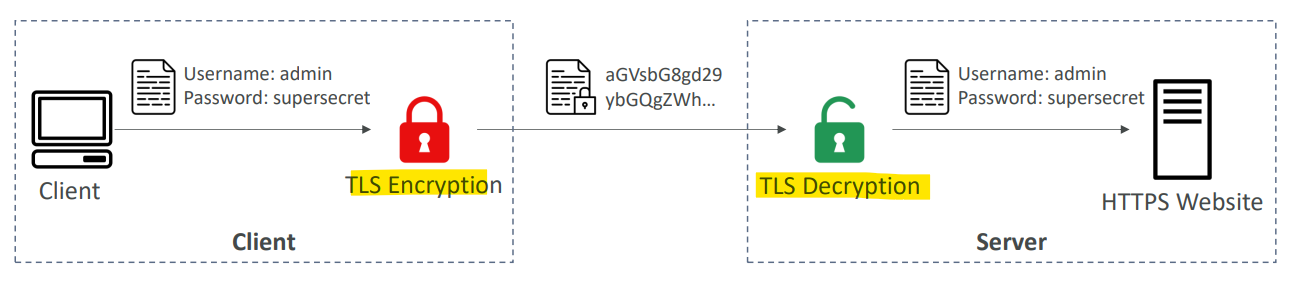 Username: admin
Password: supersecret
aGVsbG8gd29
ybGQgZWh...
Username: admin
Password: supersecret
Client
TLS Encryption
TLS Decryption
HTTPS Website
Client
Server